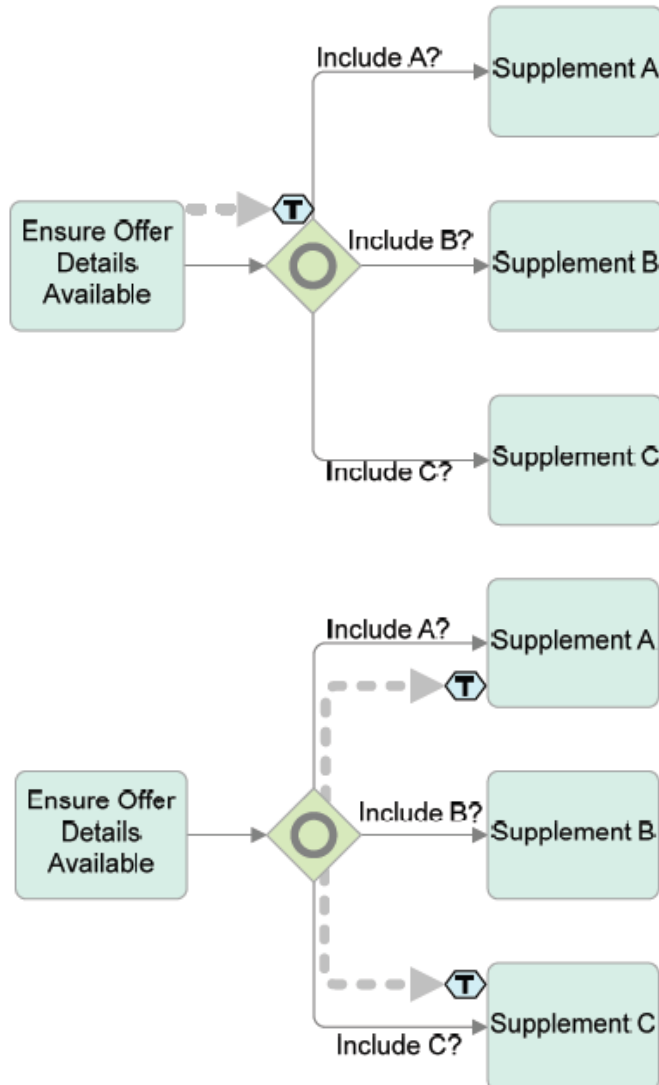 Include A?
Supplement A
T
Ensure Offer
Details
Available
Include B?
Supplement B
Include C?
Supplement C
Include A?
Supplement A
T
Ensure Offer
Details
Available
Include B?
Supplement B
T
Include C?
Supplement C